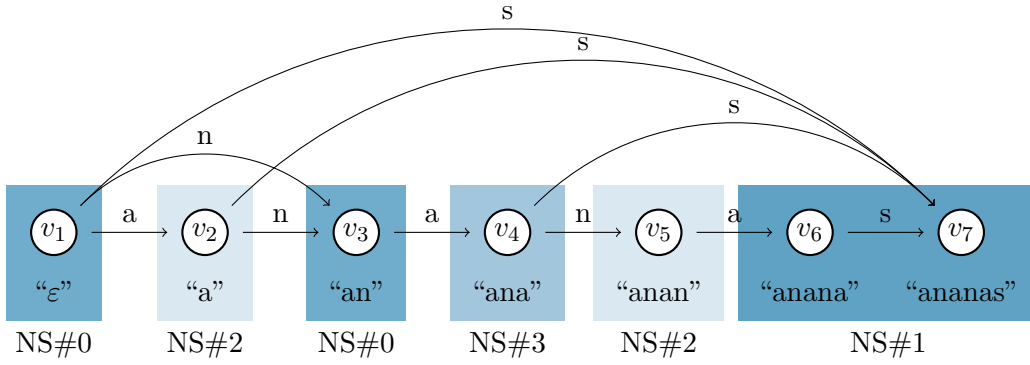 s
s
s
n
a n a n a s
v₁ v₂ v₃ v₄ v₅ v₆ v₇
“ε” “a” “an” “ana” “anan” “anana” “ananas”
NS#0 NS#2 NS#0 NS#3 NS#2 NS#1